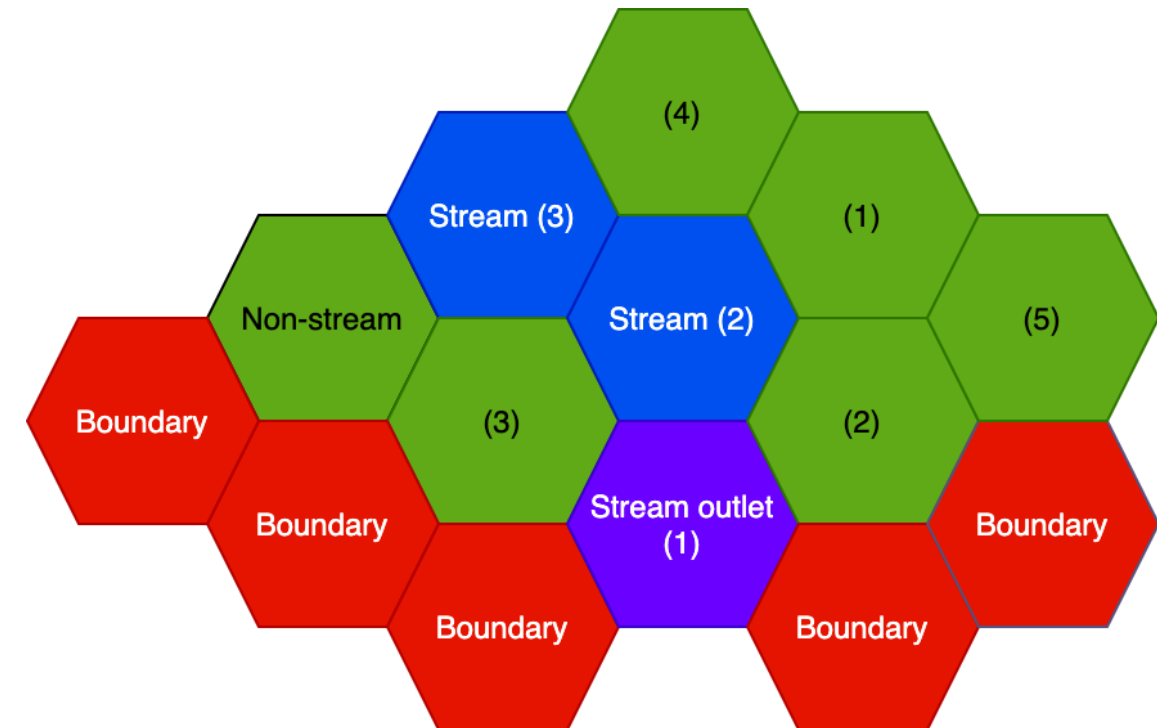 (4)
Stream (3)
(1)
Non-stream
Stream (2)
(5)
Boundary
(3)
(2)
Stream outlet
(1)
Boundary
Boundary
Boundary
Boundary